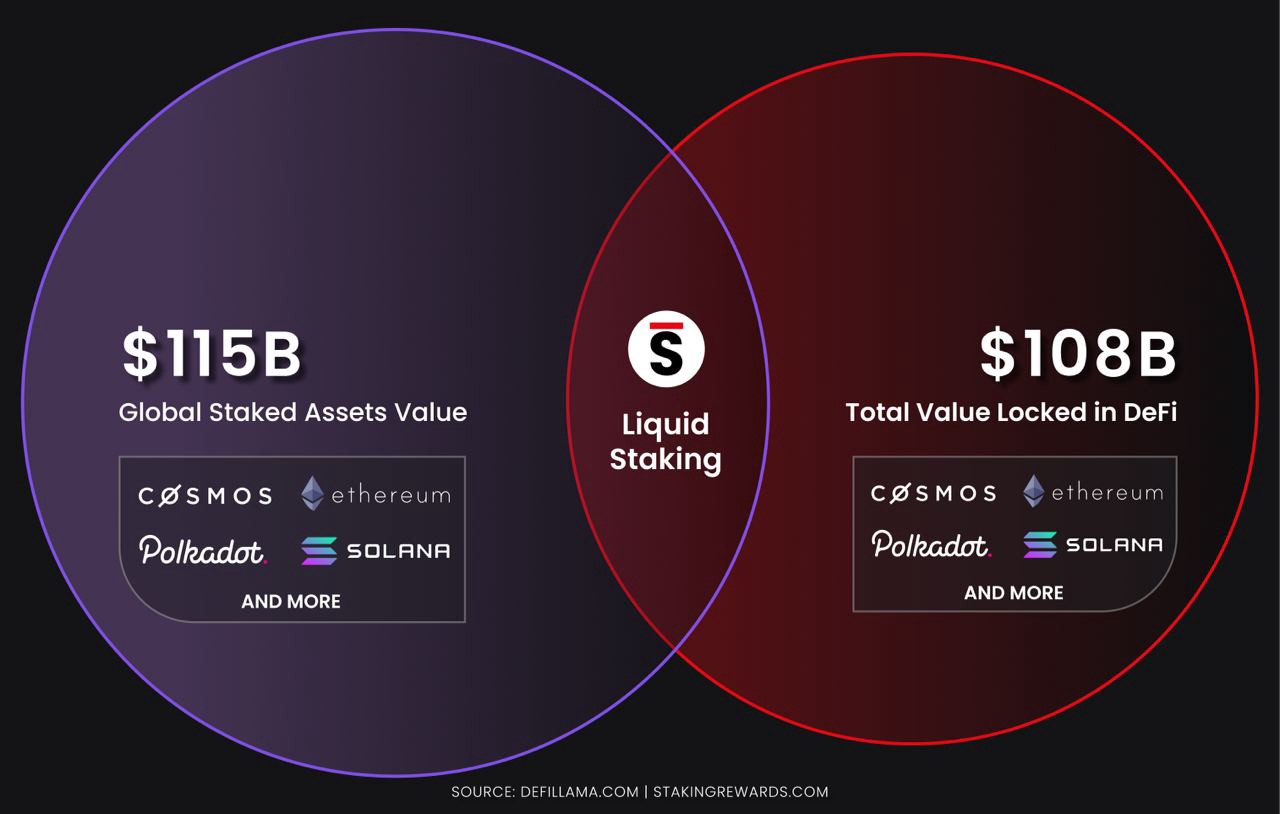 $115B
Global Staked Assets Value
CØSMOS ethereum
Polkadot. SOLANA
AND MORE
S
Liquid
Staking
$108B
Total Value Locked in DeFi
CØSMOS ethereum
Polkadot. SOLANA
AND MORE
SOURCE: DEFILLAMA.COM | STAKINGREWARDS.COM